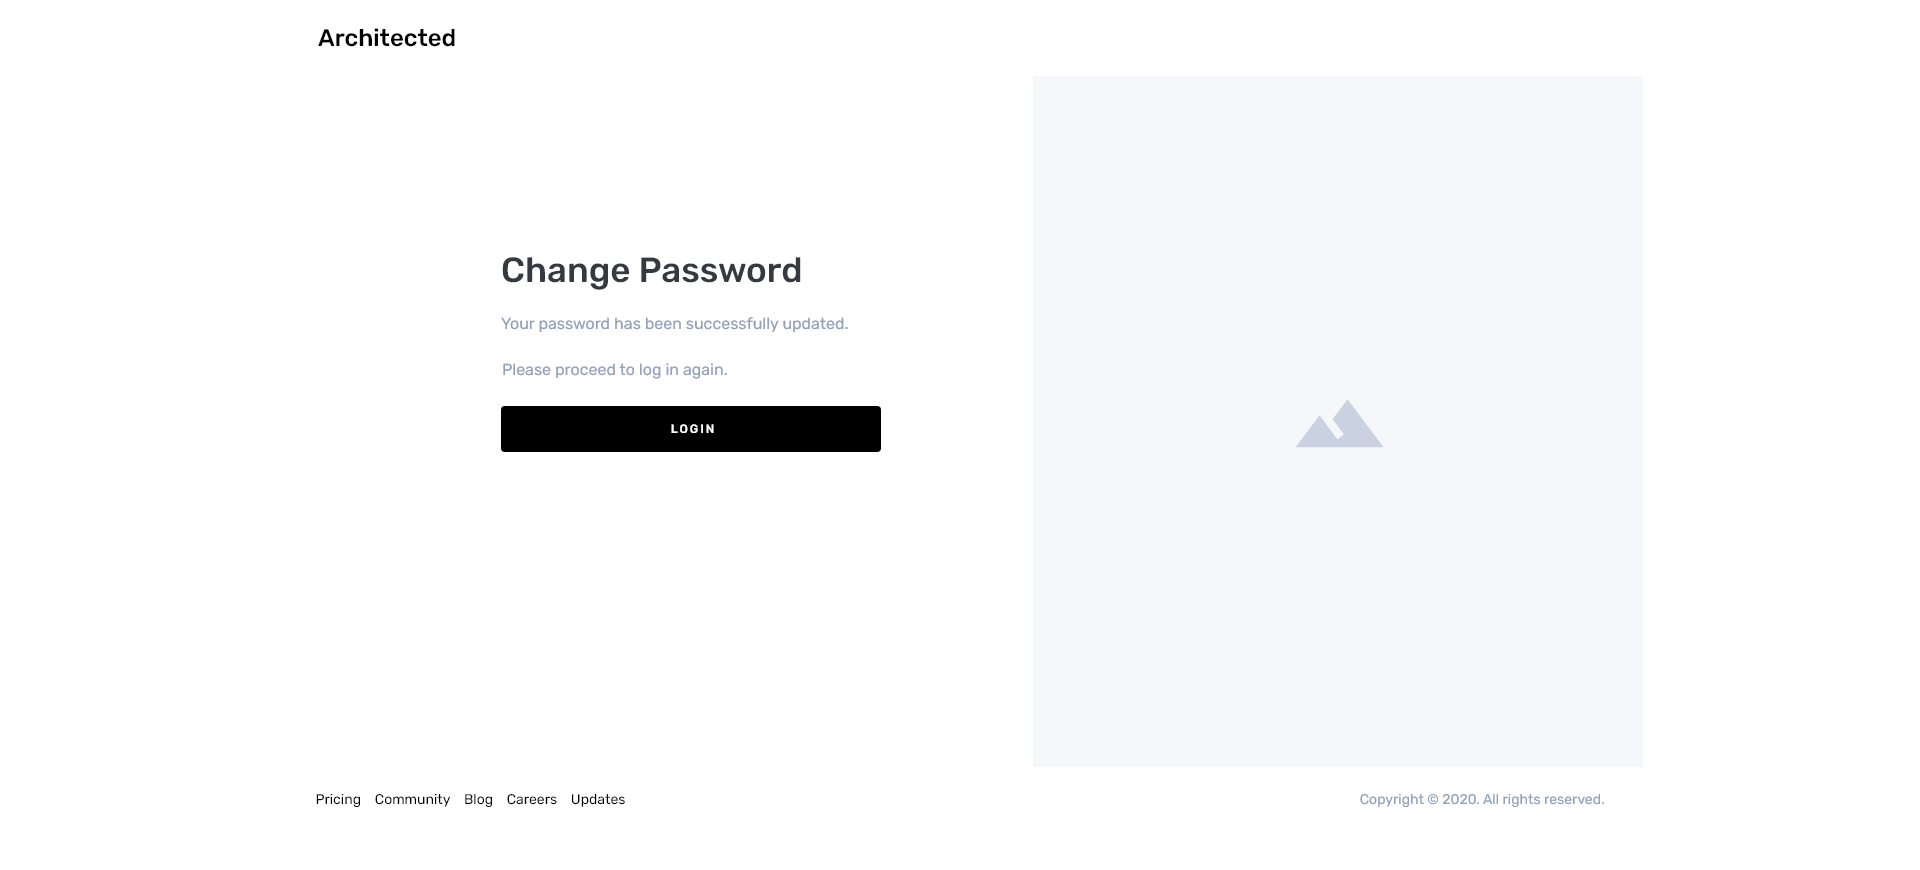 Architected
Change Password
Your password has been successfully updated.
Please proceed to log in again.
LOGIN
Pricing Community Blog Careers Updates
Copyright © 2020. All rights reserved.